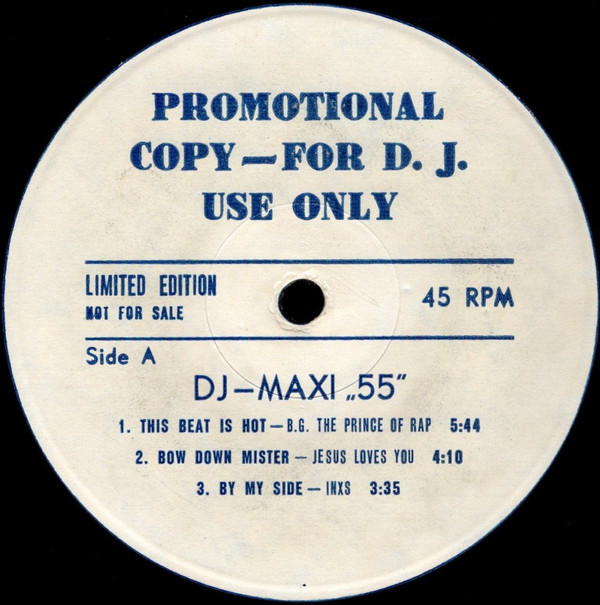 PROMOTIONAL
COPY—FOR D. J.
USE ONLY
LIMITED EDITION
NOT FOR SALE
45 RPM
Side A
DJ—MAXI „55“
1. THIS BEAT IS HOT — B.G. THE PRINCE OF RAP 5:44
2. BOW DOWN MISTER — JESUS LOVES YOU 4:10
3. BY MY SIDE — INXS 3:35